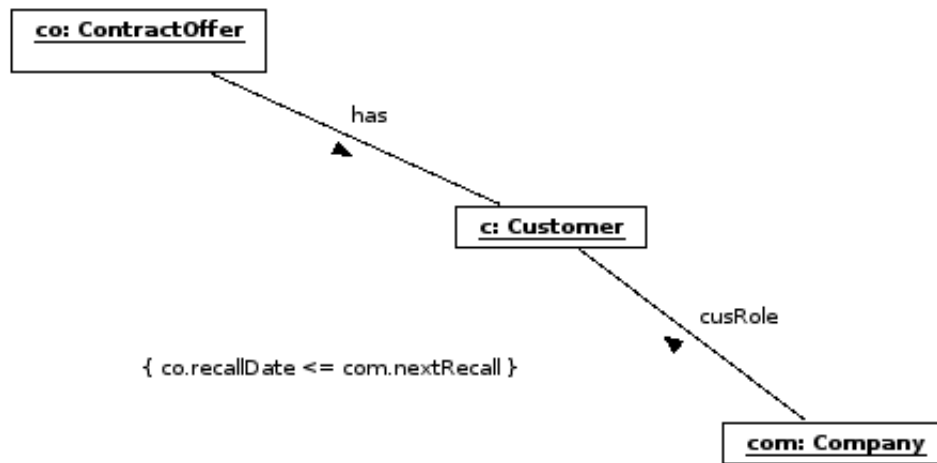 co: ContractOffer
has
c: Customer
cusRole
{ co.recallDate <= com.nextRecall }
com: Company